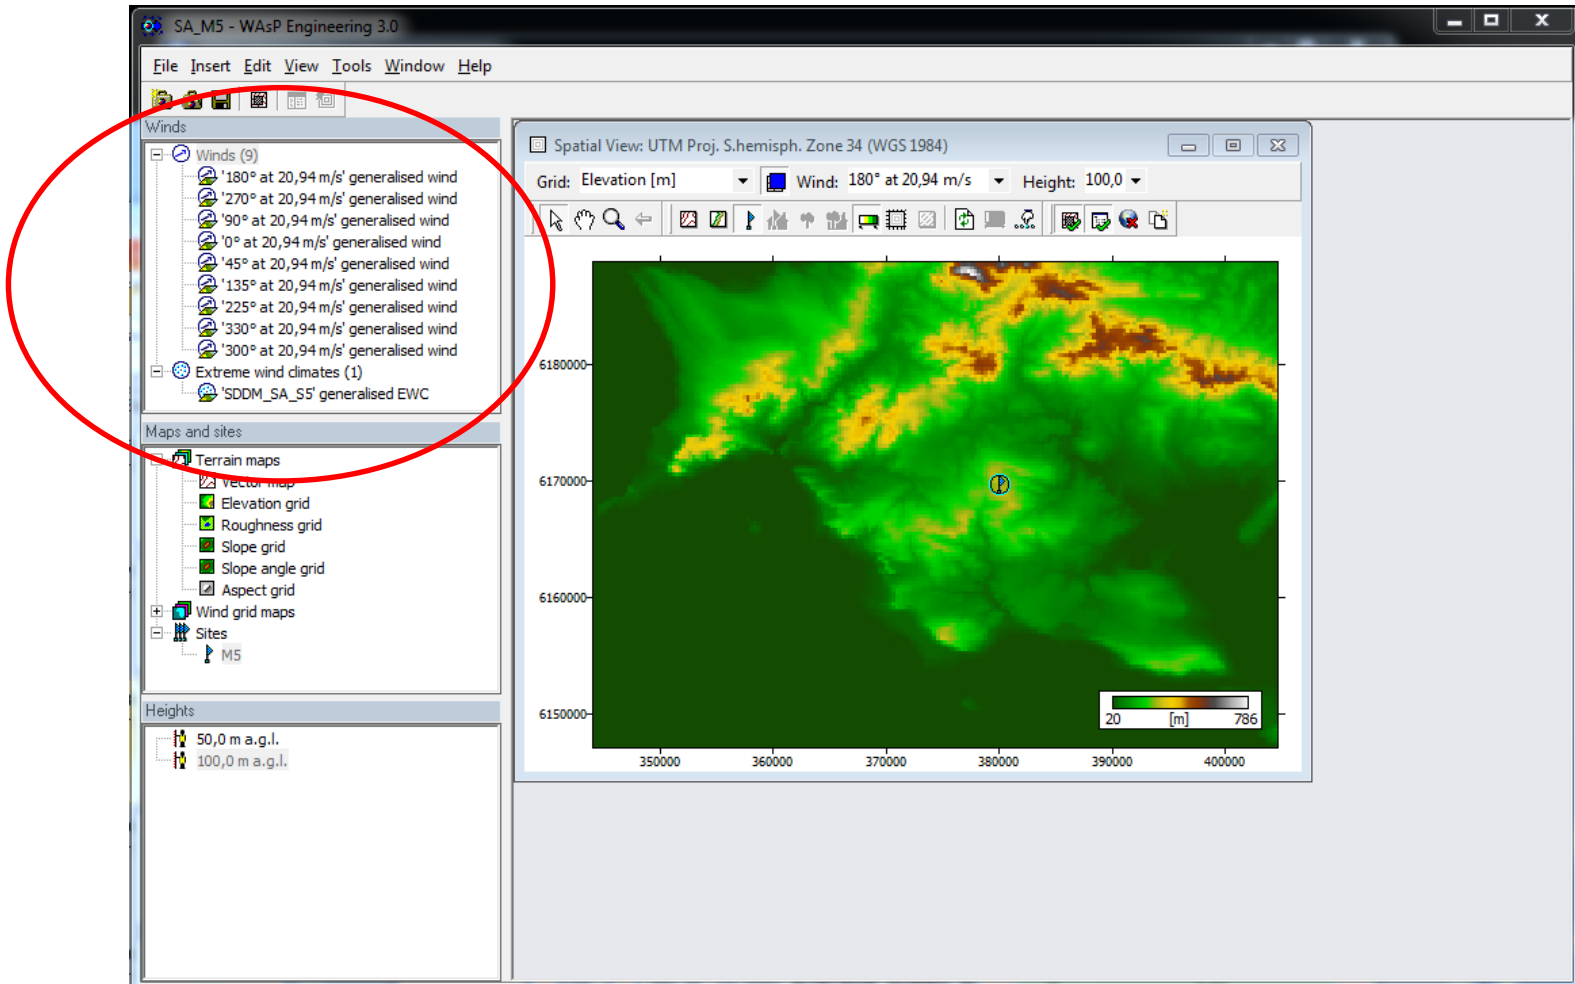 SA_M5 - WAsP Engineering 3.0
File Insert Edit View Tools Window Help
Winds
Winds (9)
'180° at 20,94 m/s' generalised wind
'270° at 20,94 m/s' generalised wind
'90° at 20,94 m/s' generalised wind
'0° at 20,94 m/s' generalised wind
'45° at 20,94 m/s' generalised wind
'135° at 20,94 m/s' generalised wind
'225° at 20,94 m/s' generalised wind
'330° at 20,94 m/s' generalised wind
'300° at 20,94 m/s' generalised wind
Extreme wind climates (1)
'SDDM_SA_S5' generalised EWC
Maps and sites
Terrain maps
Vector map
Elevation grid
Roughness grid
Slope grid
Slope angle grid
Aspect grid
Wind grid maps
Sites
M5
Heights
50,0 m a.g.l.
100,0 m a.g.l.
Spatial View: UTM Proj. S.hemisph. Zone 34 (WGS 1984)
Grid: Elevation [m] Wind: 180° at 20,94 m/s Height: 100,0
6180000
6170000
6160000
6150000
20 [m] 786
350000 360000 370000 380000 390000 400000